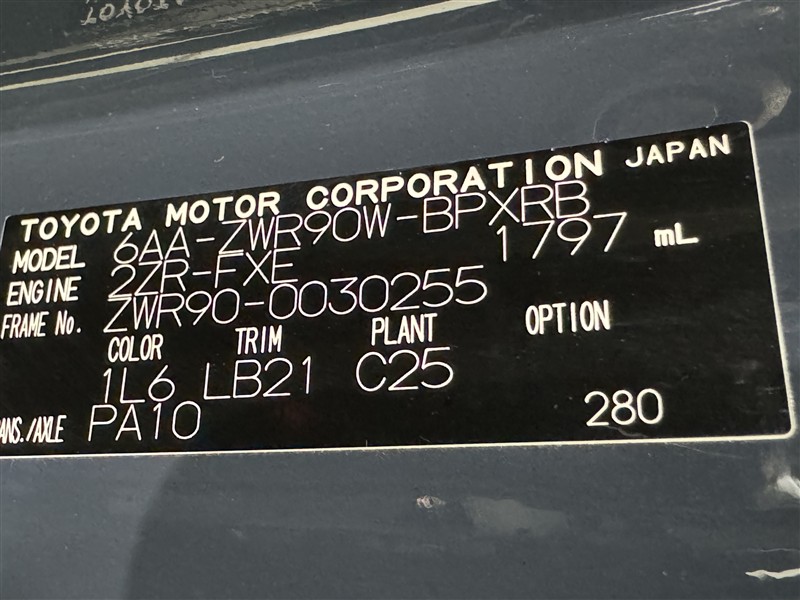 TOYOTA
TOYOTA MOTOR CORPORATION JAPAN
MODEL 6AA-ZWR90W-BPXRB
ENGINE 2ZR-FXE 1797 mL
FRAME No. ZWR90-0030255
COLOR TRIM PLANT OPTION
1L6 LB21 C25
ANS./AXLE PA10 280